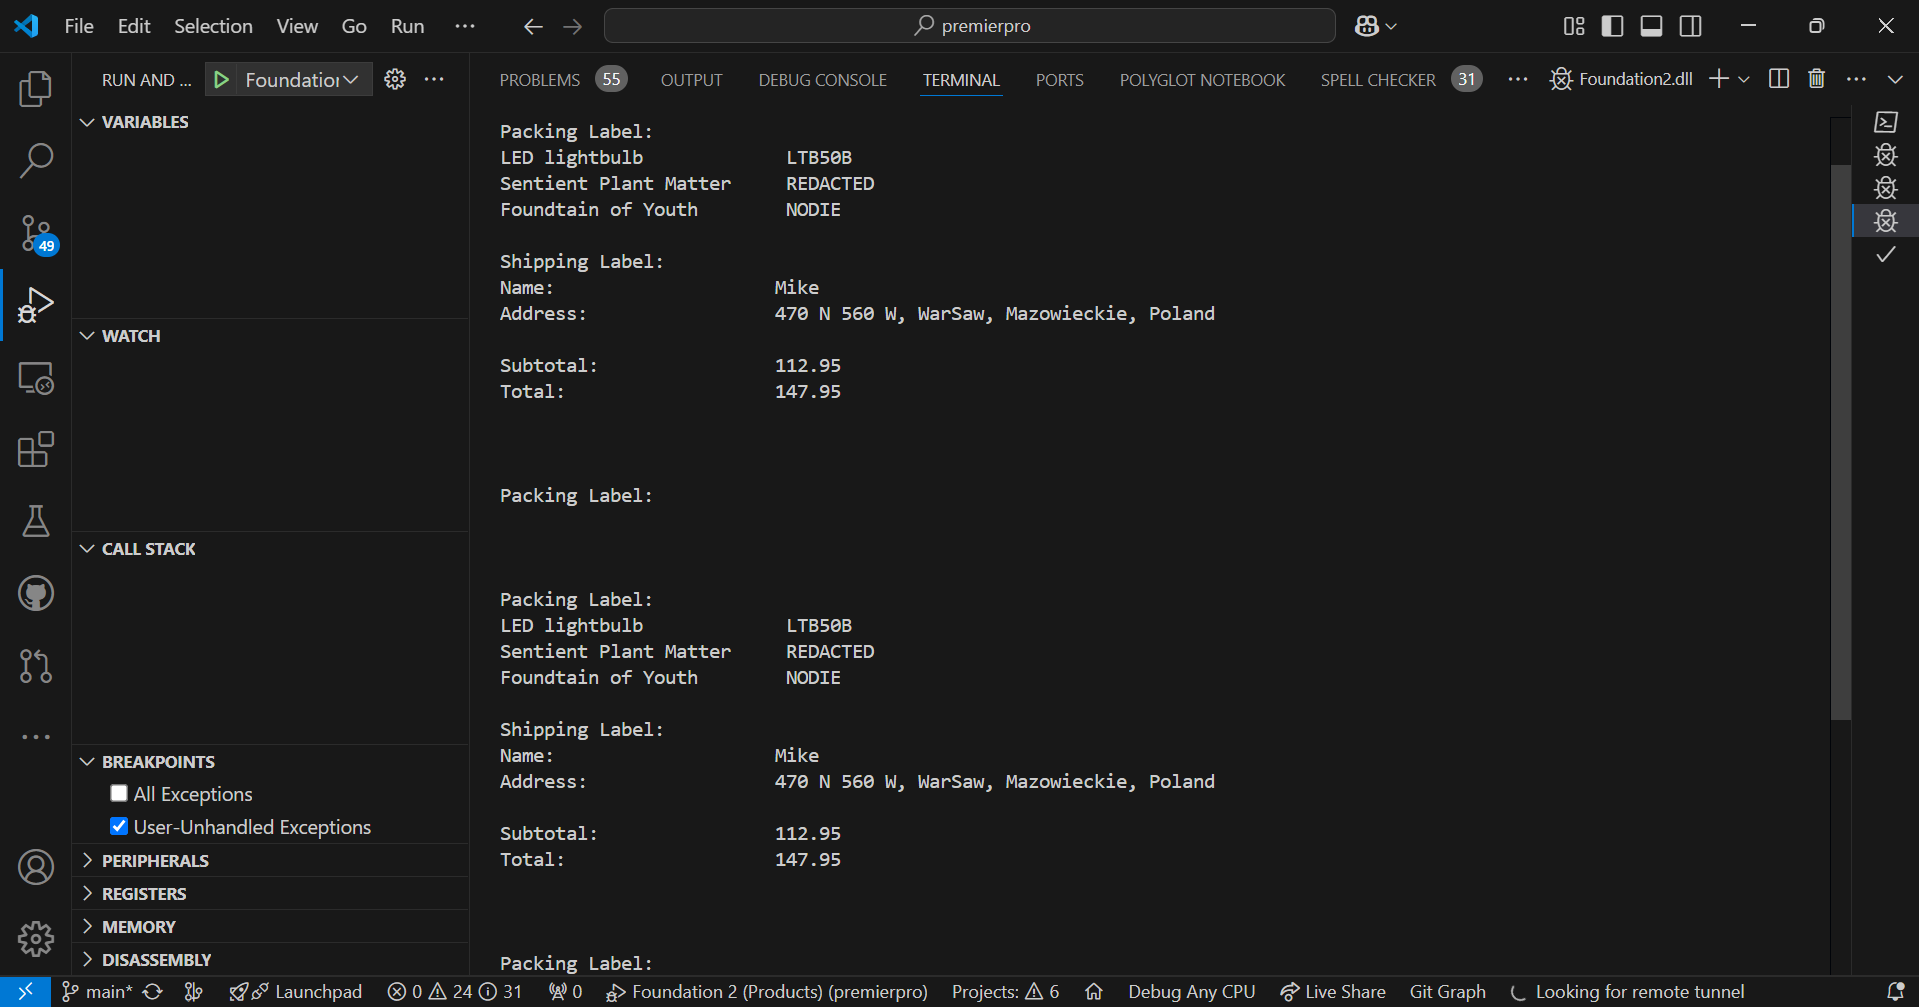 File Edit Selection View Go Run ··· premierpro
RUN AND ... Foundation ···
VARIABLES
WATCH
CALL STACK
BREAKPOINTS
All Exceptions
User-Unhandled Exceptions
PERIPHERALS
REGISTERS
MEMORY
DISASSEMBLY
49
PROBLEMS 55 OUTPUT DEBUG CONSOLE TERMINAL PORTS POLYGLOT NOTEBOOK SPELL CHECKER 31 ··· Foundation2.dll ···
Packing Label:
LED lightbulb LTB50B
Sentient Plant Matter REDACTED
Foundtain of Youth NODIE
Shipping Label:
Name: Mike
Address: 470 N 560 W, WarSaw, Mazowieckie, Poland
Subtotal: 112.95
Total: 147.95
Packing Label:
Packing Label:
LED lightbulb LTB50B
Sentient Plant Matter REDACTED
Foundtain of Youth NODIE
Shipping Label:
Name: Mike
Address: 470 N 560 W, WarSaw, Mazowieckie, Poland
Subtotal: 112.95
Total: 147.95
Packing Label:
main* Launchpad 0 24 31 0 Foundation 2 (Products) (premierpro) Projects: 6 Debug Any CPU Live Share Git Graph Looking for remote tunnel